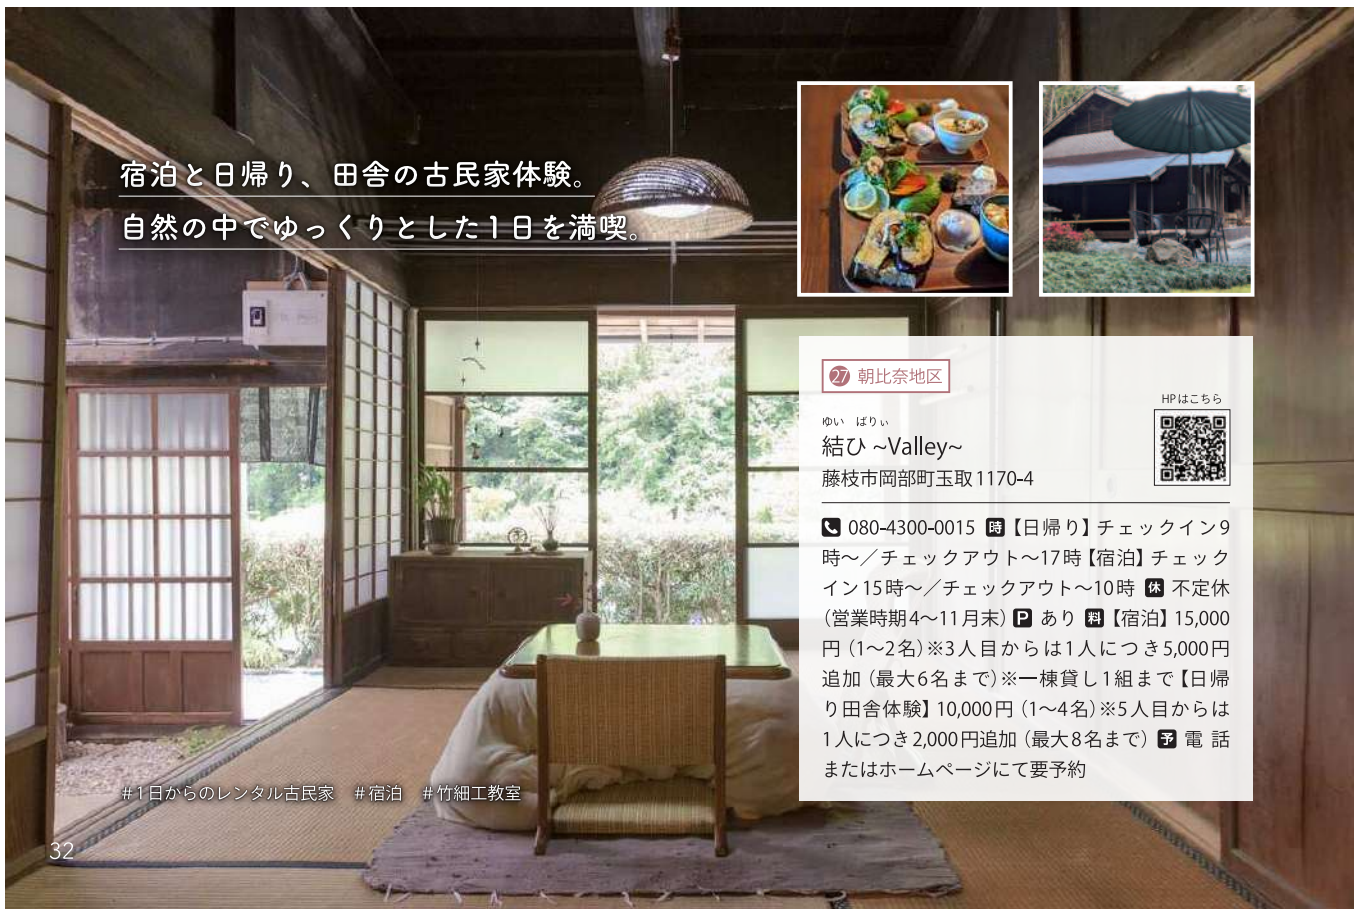 宿泊と日帰り、田舎の古民家体験。
自然の中でゆっくりとした1日を満喫。
27 朝比奈地区
HPはこちら
ゆい ばりぃ
結ひ ~Valley~
藤枝市岡部町玉取1170-4
080-4300-0015 時【日帰り】チェックイン9
時〜／チェックアウト〜17時【宿泊】チェック
イン15時〜／チェックアウト〜10時 休 不定休
（営業時期4〜11月末）P あり 料【宿泊】15,000
円（1〜2名）※3人目からは1人につき5,000円
追加（最大6名まで）※一棟貸し1組まで【日帰
り田舎体験】10,000円（1〜4名）※5人目からは
1人につき2,000円追加（最大8名まで）予 電話
またはホームページにて要予約
#1日からのレンタル古民家 #宿泊 #竹細工教室
32